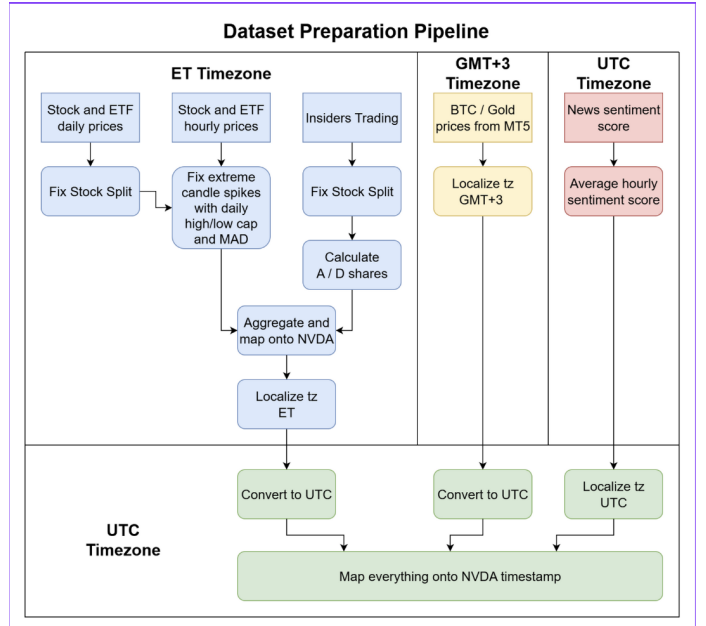 Dataset Preparation Pipeline
ET Timezone
GMT+3
Timezone
UTC
Timezone
Stock and ETF
daily prices
Stock and ETF
hourly prices
Insiders Trading
BTC / Gold
prices from MT5
News sentiment
score
Fix Stock Split
Fix extreme
candle spikes
with daily
high/low cap
and MAD
Fix Stock Split
Localize tz
GMT+3
Average hourly
sentiment score
Calculate
A / D shares
Aggregate and
map onto NVDA
Localize tz
ET
UTC
Timezone
Convert to UTC
Convert to UTC
Localize tz
UTC
Map everything onto NVDA timestamp